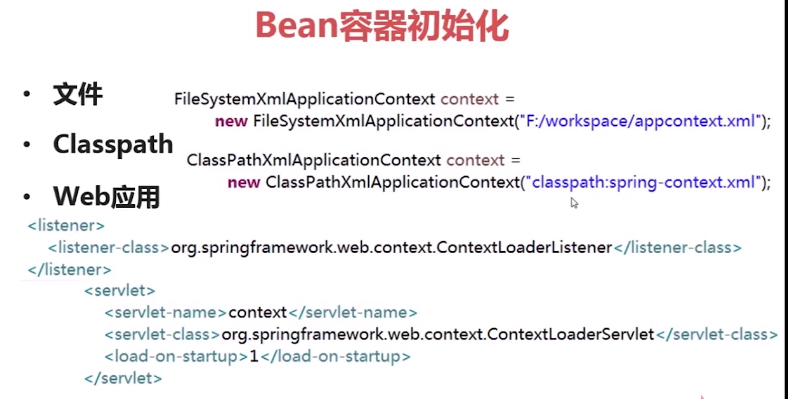 Bean容器初始化
• 文件
FileSystemXmlApplicationContext context =
new FileSystemXmlApplicationContext("F:/workspace/appcontext.xml");
• Classpath
ClassPathXmlApplicationContext context =
new ClassPathXmlApplicationContext("classpath:spring-context.xml");
• Web应用
<listener>
<listener-class>org.springframework.web.context.ContextLoaderListener</listener-class>
</listener>
<servlet>
<servlet-name>context</servlet-name>
<servlet-class>org.springframework.web.context.ContextLoaderServlet</servlet-class>
<load-on-startup>1</load-on-startup>
</servlet>